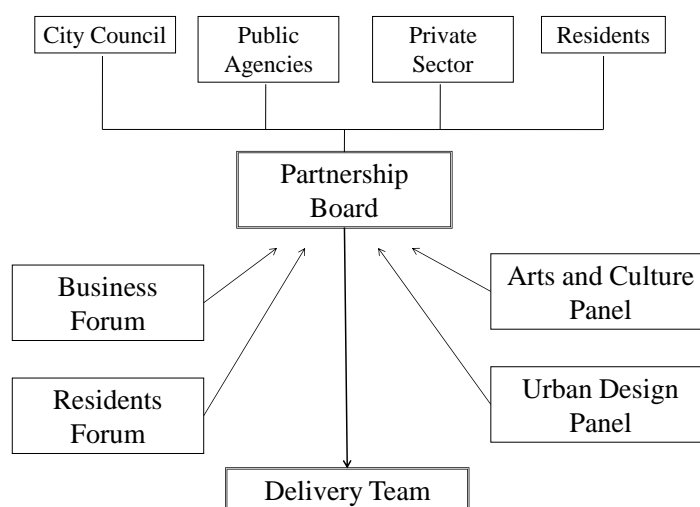 City Council
Public
Agencies
Private
Sector
Residents
Partnership
Board
Business
Forum
Arts and Culture
Panel
Residents
Forum
Urban Design
Panel
Delivery Team